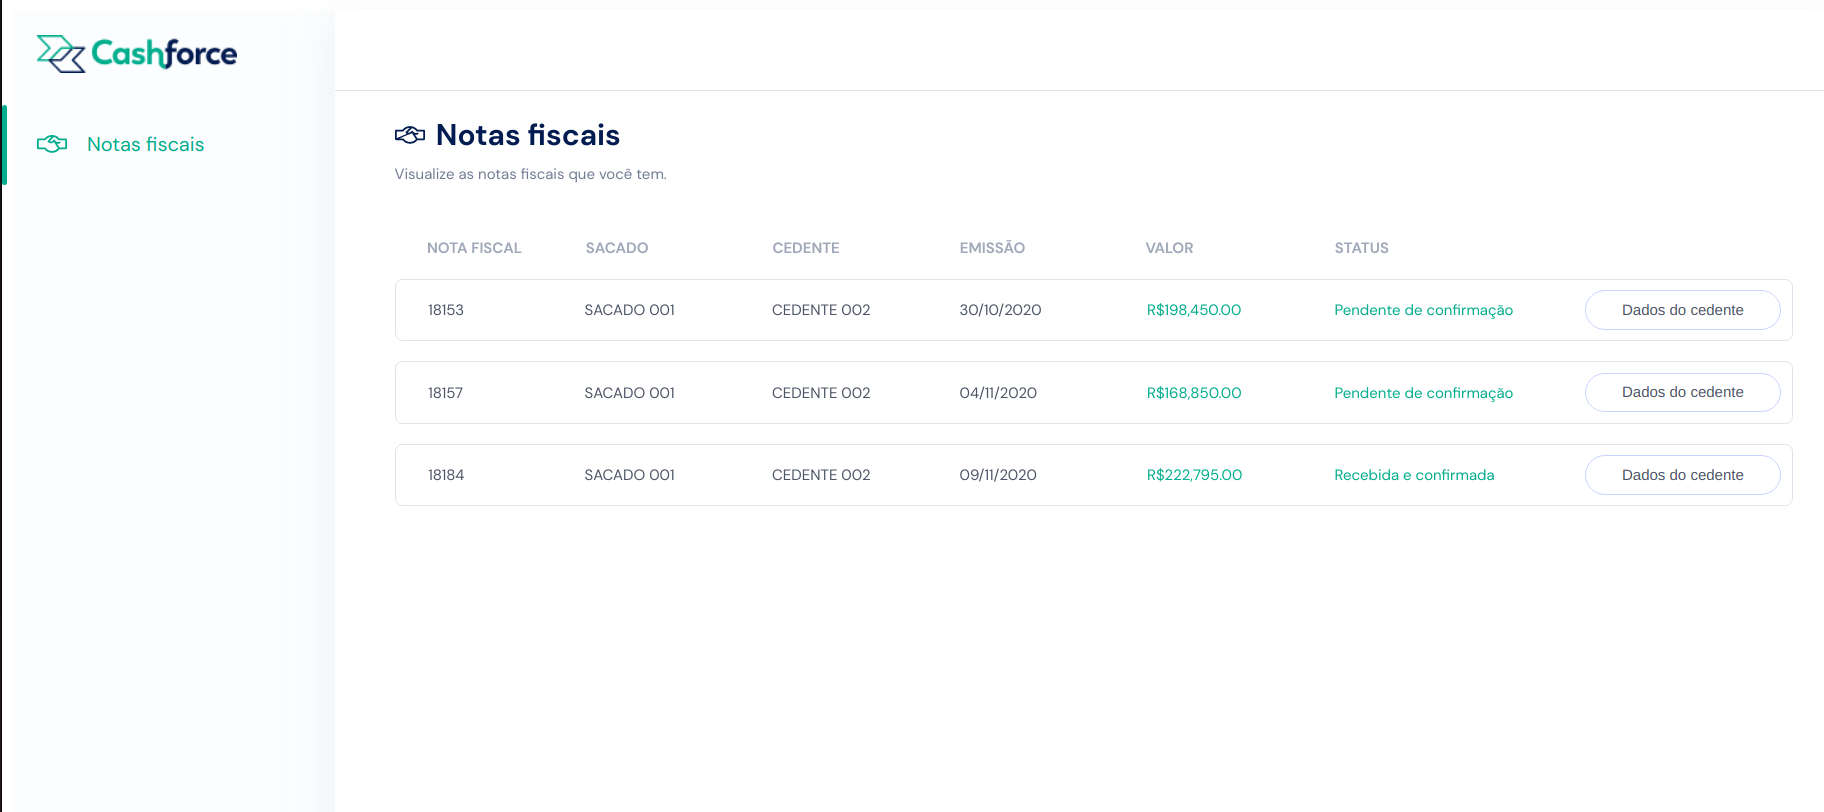 Cashforce
Notas fiscais
Notas fiscais
Visualize as notas fiscais que você tem.
NOTA FISCAL SACADO CEDENTE EMISSÃO VALOR STATUS
18153 SACADO 001 CEDENTE 002 30/10/2020 R$198,450.00 Pendente de confirmação Dados do cedente
18157 SACADO 001 CEDENTE 002 04/11/2020 R$168,850.00 Pendente de confirmação Dados do cedente
18184 SACADO 001 CEDENTE 002 09/11/2020 R$222,795.00 Recebida e confirmada Dados do cedente